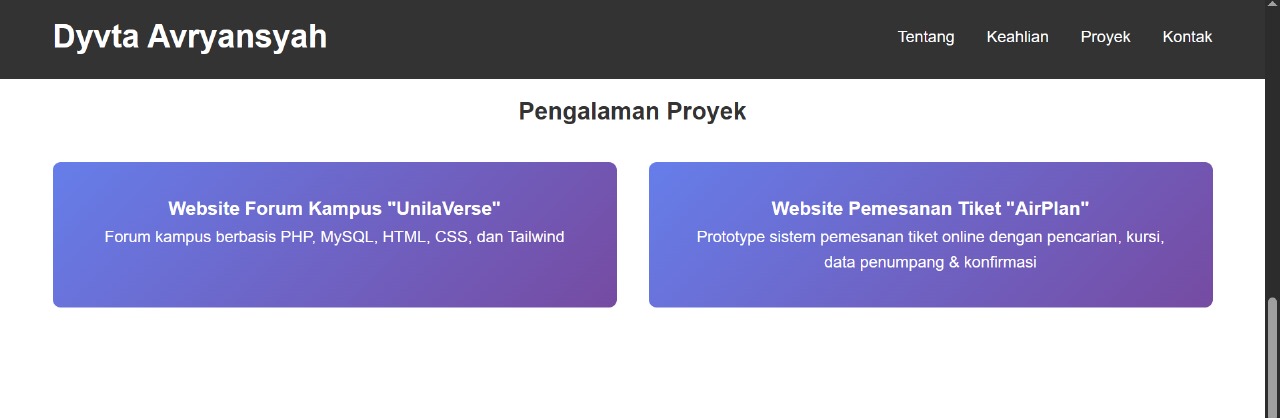 Dyvta Avryansyah
Tentang Keahlian Proyek Kontak
Pengalaman Proyek
Website Forum Kampus "UnilaVerse"
Forum kampus berbasis PHP, MySQL, HTML, CSS, dan Tailwind
Website Pemesanan Tiket "AirPlan"
Prototype sistem pemesanan tiket online dengan pencarian, kursi,
data penumpang & konfirmasi